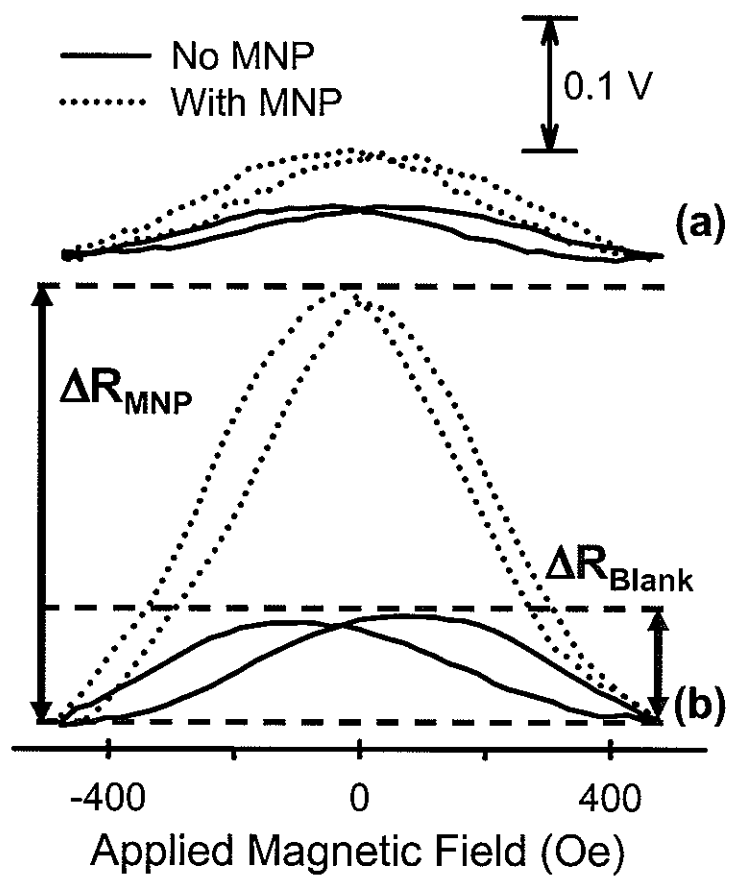 No MNP
With MNP
0.1 V
(a)
ΔR_MNP
ΔR_Blank
(b)
-400 0 400
Applied Magnetic Field (Oe)